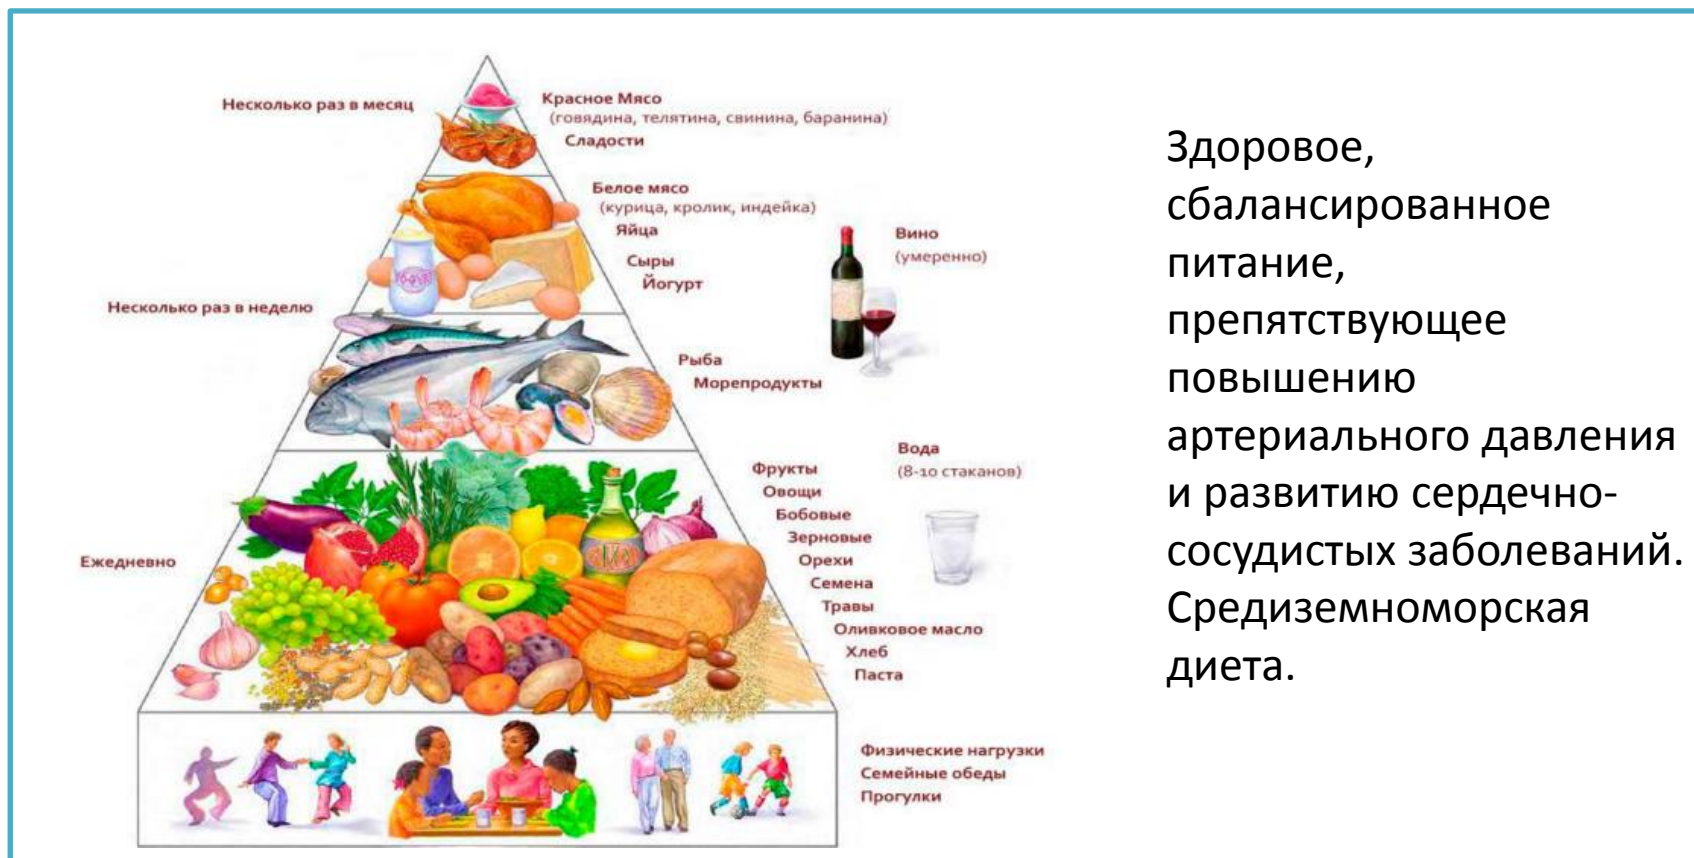 Несколько раз в месяц
Красное Мясо
(говядина, телятина, свинина, баранина)
Сладости
Белое мясо
(курица, кролик, индейка)
Яйца
Сыры
Йогурт
Несколько раз в неделю
Вино
(умеренно)
Рыба
Морепродукты
Вода
(8-10 стаканов)
Фрукты
Овощи
Бобовые
Зерновые
Орехи
Семена
Травы
Оливковое масло
Хлеб
Паста
Ежедневно
Физические нагрузки
Семейные обеды
Прогулки
Здоровое,
сбалансированное
питание,
препятствующее
повышению
артериального давления
и развитию сердечно-
сосудистых заболеваний.
Средиземноморская
диета.